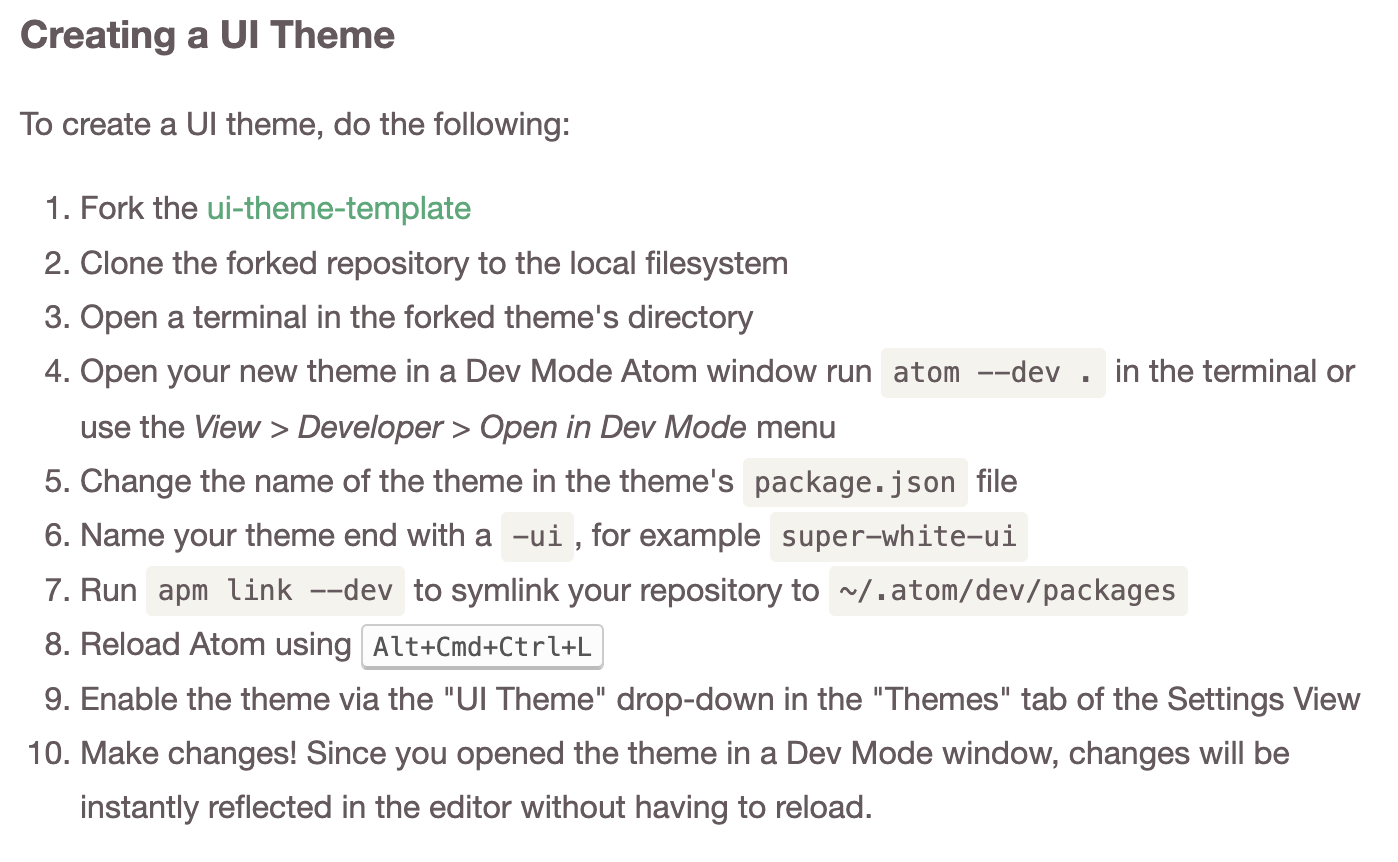 Creating a UI Theme
To create a UI theme, do the following:
1. Fork the ui-theme-template
2. Clone the forked repository to the local filesystem
3. Open a terminal in the forked theme's directory
4. Open your new theme in a Dev Mode Atom window run atom --dev . in the terminal or
use the View > Developer > Open in Dev Mode menu
5. Change the name of the theme in the theme's package.json file
6. Name your theme end with a -ui, for example super-white-ui
7. Run apm link --dev to symlink your repository to ~/.atom/dev/packages
8. Reload Atom using Alt+Cmd+Ctrl+L
9. Enable the theme via the "UI Theme" drop-down in the "Themes" tab of the Settings View
10. Make changes! Since you opened the theme in a Dev Mode window, changes will be
instantly reflected in the editor without having to reload.